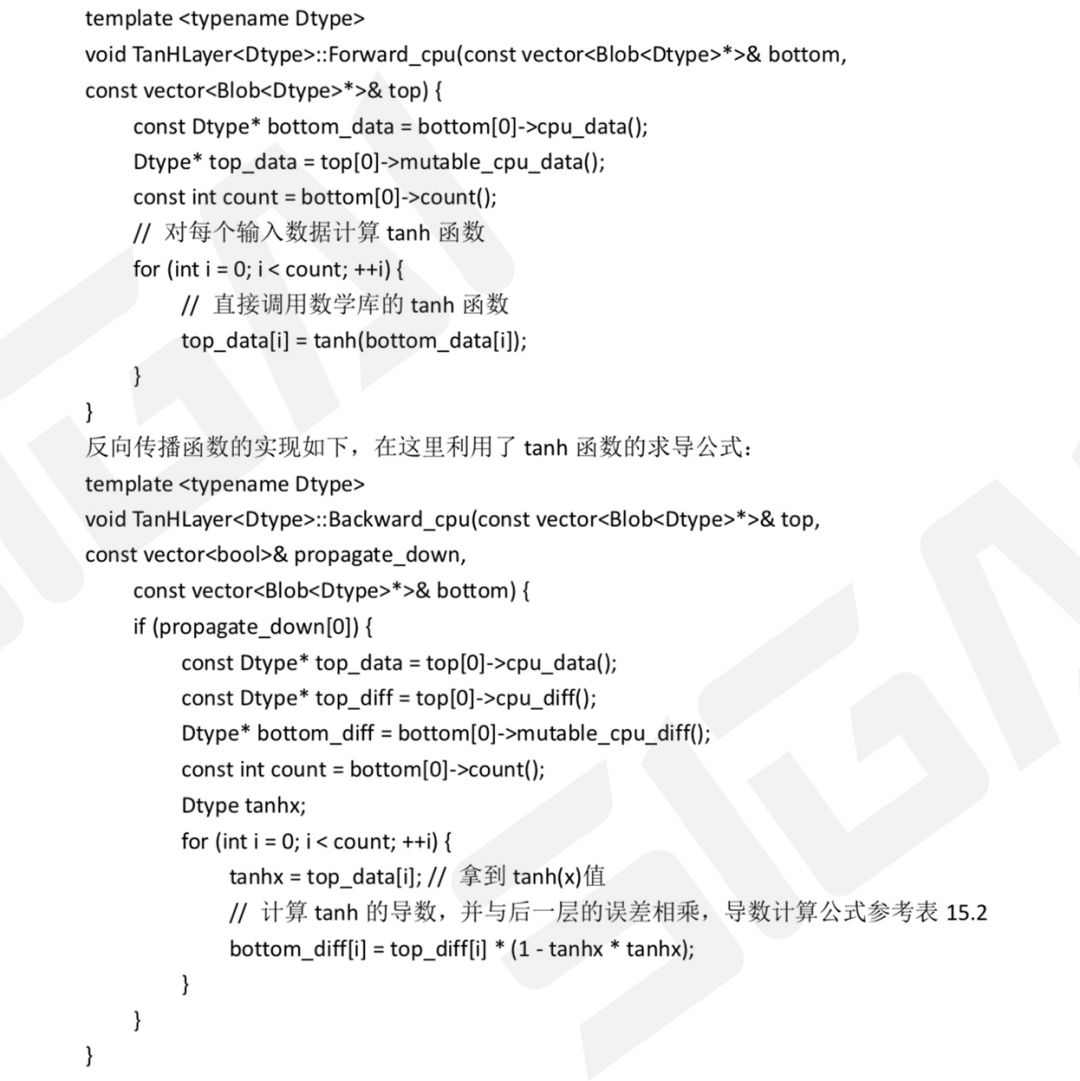 template <typename Dtype>
void TanHLayer<Dtype>::Forward_cpu(const vector<Blob<Dtype>*>& bottom,
const vector<Blob<Dtype>*>& top) {
const Dtype* bottom_data = bottom[0]->cpu_data();
Dtype* top_data = top[0]->mutable_cpu_data();
const int count = bottom[0]->count();
// 对每个输入数据计算 tanh 函数
for (int i = 0; i < count; ++i) {
// 直接调用数学库的 tanh 函数
top_data[i] = tanh(bottom_data[i]);
}
}
反向传播函数的实现如下，在这里利用了 tanh 函数的求导公式：
template <typename Dtype>
void TanHLayer<Dtype>::Backward_cpu(const vector<Blob<Dtype>*>& top,
const vector<bool>& propagate_down,
const vector<Blob<Dtype>*>& bottom) {
if (propagate_down[0]) {
const Dtype* top_data = top[0]->cpu_data();
const Dtype* top_diff = top[0]->cpu_diff();
Dtype* bottom_diff = bottom[0]->mutable_cpu_diff();
const int count = bottom[0]->count();
Dtype tanhx;
for (int i = 0; i < count; ++i) {
tanhx = top_data[i]; // 拿到 tanh(x)值
// 计算 tanh 的导数，并与后一层的误差相乘，导数计算公式参考表 15.2
bottom_diff[i] = top_diff[i] * (1 - tanhx * tanhx);
}
}
}
SIGAI